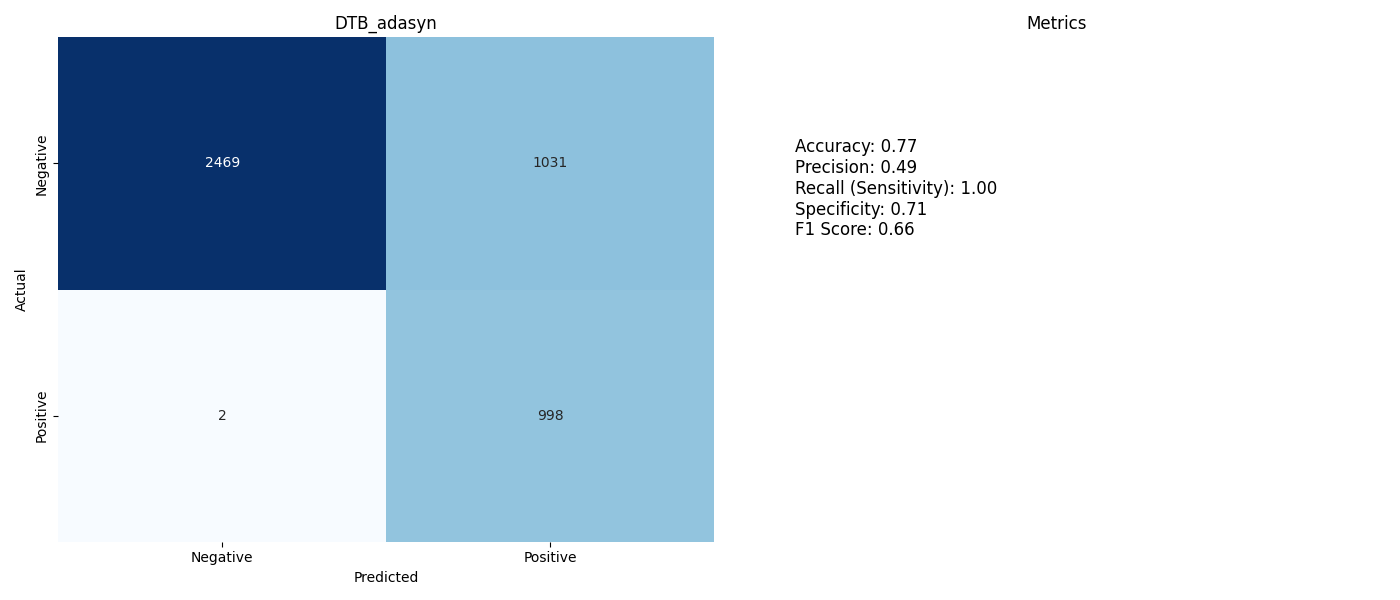 DTB_adasyn
Negative
2469
1031
Actual
Positive
2
998
Negative
Positive
Predicted
Metrics
Accuracy: 0.77
Precision: 0.49
Recall (Sensitivity): 1.00
Specificity: 0.71
F1 Score: 0.66